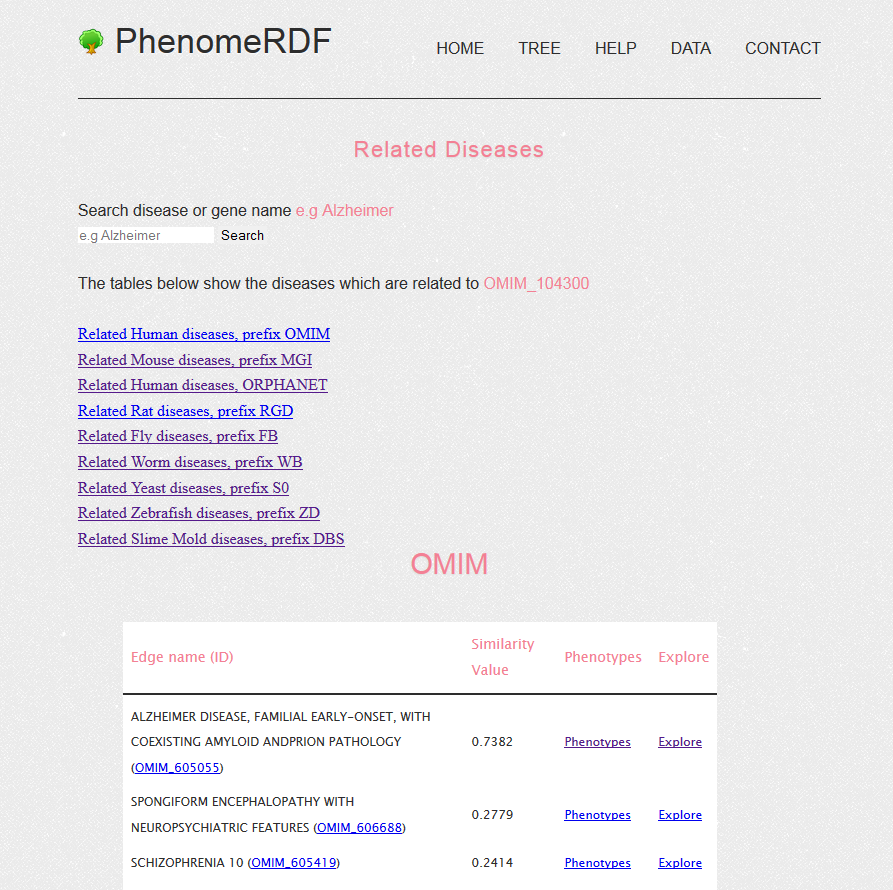 PhenomeRDF
HOME TREE HELP DATA CONTACT
Related Diseases
Search disease or gene name e.g Alzheimer
e.g Alzheimer Search
The tables below show the diseases which are related to OMIM_104300
Related Human diseases, prefix OMIM
Related Mouse diseases, prefix MGI
Related Human diseases, ORPHANET
Related Rat diseases, prefix RGD
Related Fly diseases, prefix FB
Related Worm diseases, prefix WB
Related Yeast diseases, prefix S0
Related Zebrafish diseases, prefix ZD
Related Slime Mold diseases, prefix DBS
OMIM
Edge name (ID) Similarity Value Phenotypes Explore
ALZHEIMER DISEASE, FAMILIAL EARLY-ONSET, WITH
COEXISTING AMYLOID ANDPRION PATHOLOGY
(OMIM_605055) 0.7382 Phenotypes Explore
SPONGIFORM ENCEPHALOPATHY WITH
NEUROPSYCHIATRIC FEATURES (OMIM_606688) 0.2779 Phenotypes Explore
SCHIZOPHRENIA 10 (OMIM_605419) 0.2414 Phenotypes Explore